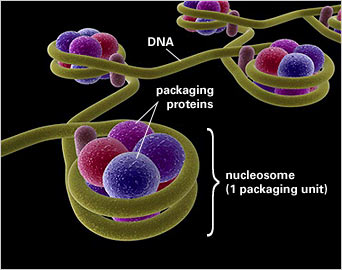 DNA
packaging
proteins
nucleosome
(1 packaging unit)